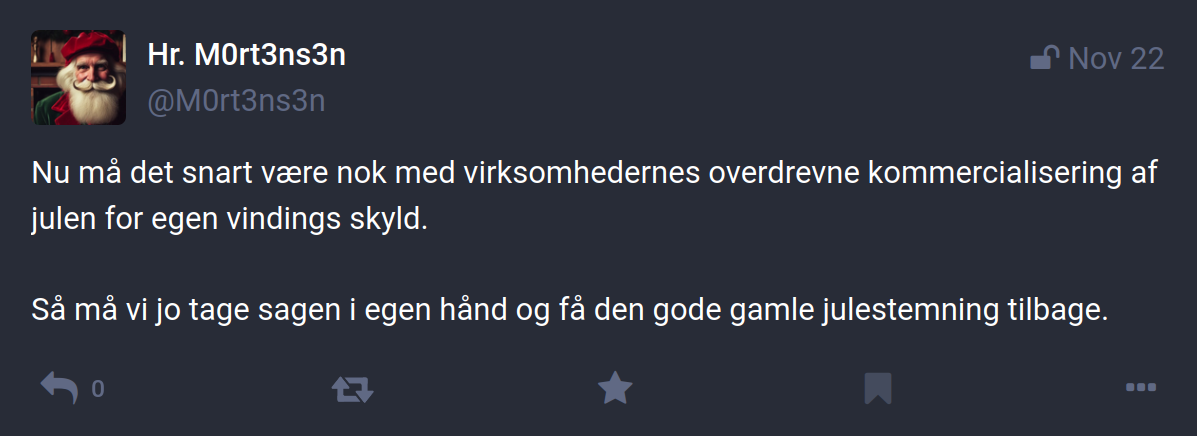 Hr. M0rt3ns3n
Nov 22
@M0rt3ns3n
Nu må det snart være nok med virksomhedernes overdrevne kommercialisering af
julen for egen vindings skyld.
Så må vi jo tage sagen i egen hånd og få den gode gamle julestemning tilbage.
0